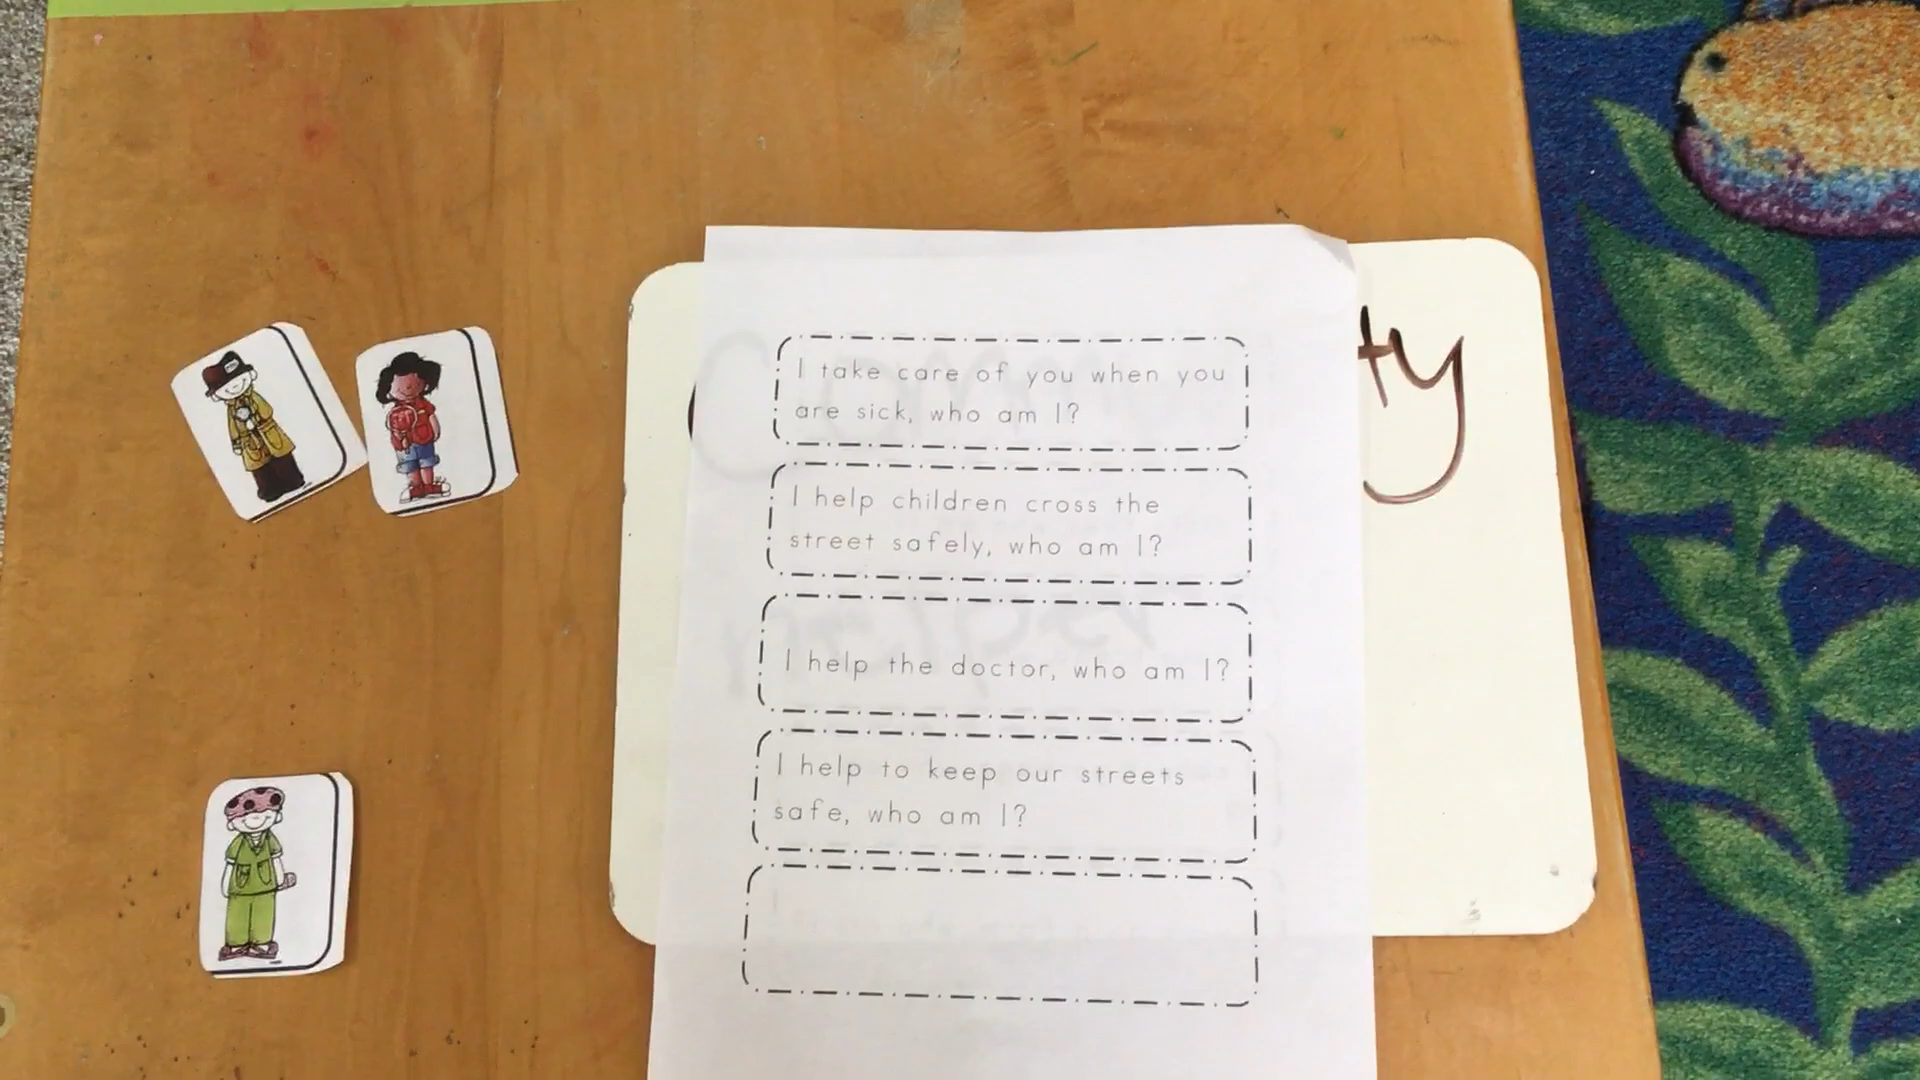 I take care of you when you
are sick, who am I?
I help children cross the
street safely, who am I?
I help the doctor, who am I?
I help to keep our streets
safe, who am I?
ty